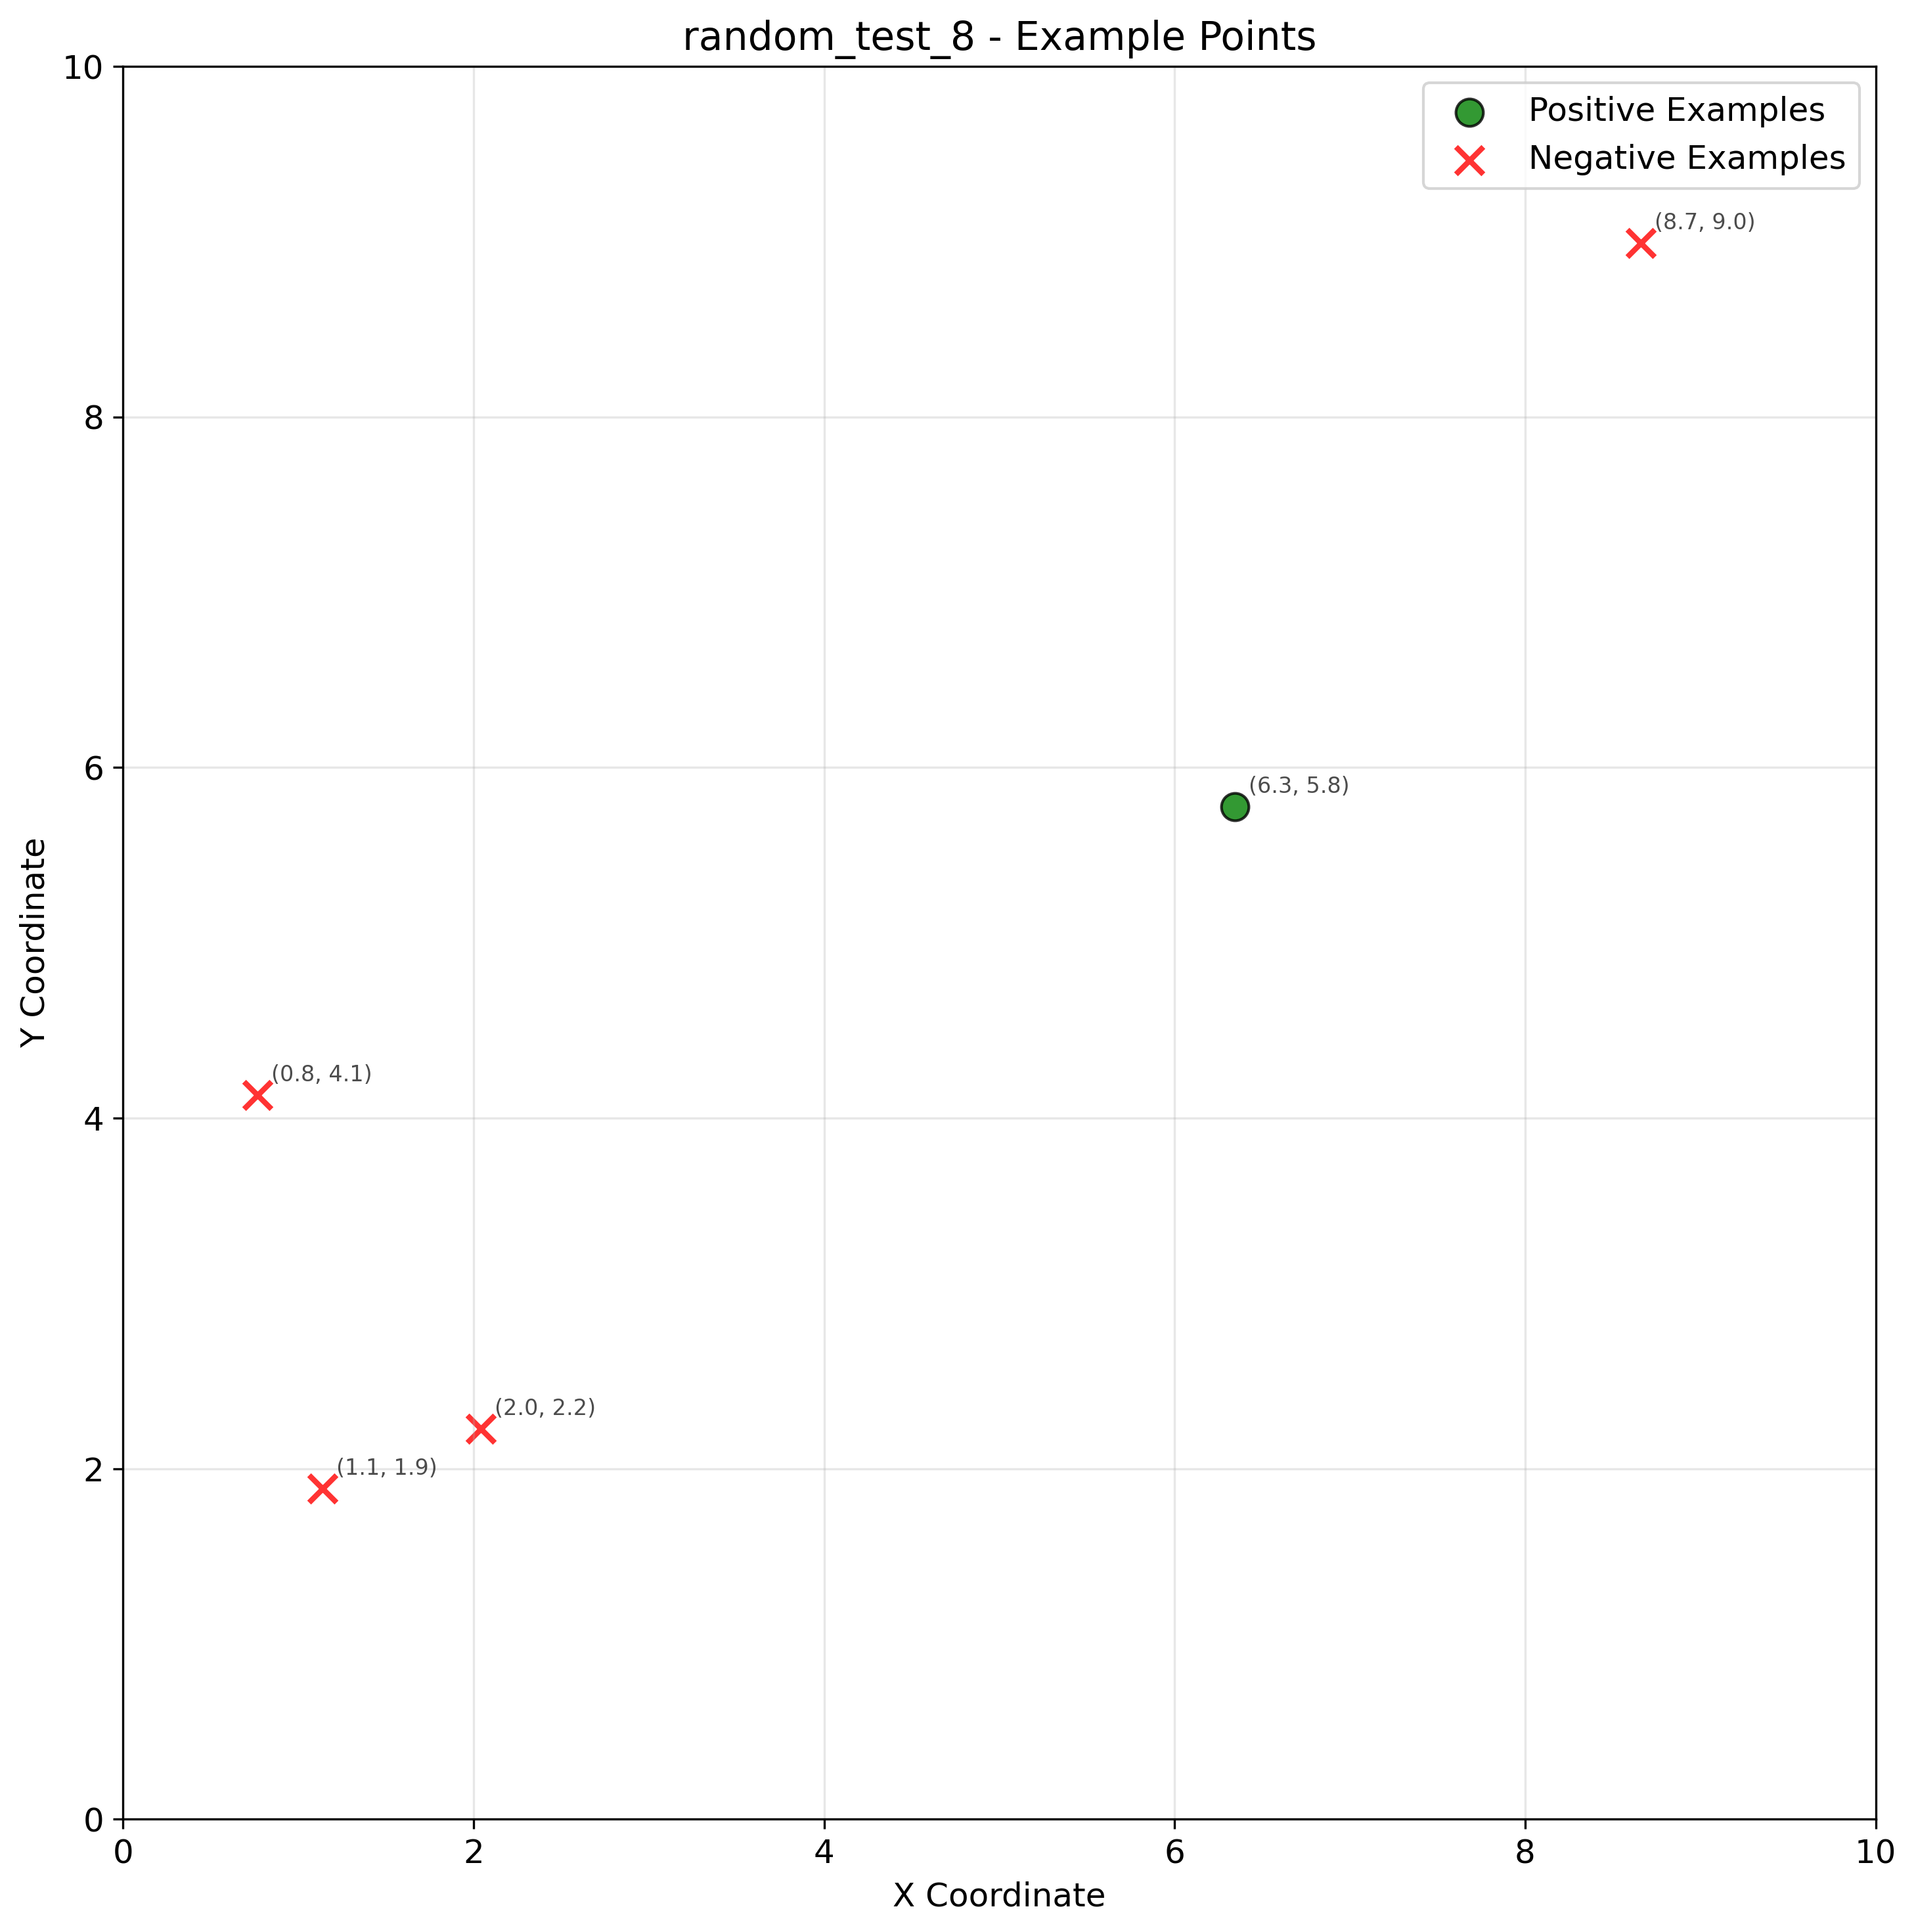 random_test_8 - Example Points
10
8
6
4
2
0
0 2 4 6 8 10
X Coordinate
Y Coordinate
Positive Examples
Negative Examples
(8.7, 9.0)
(6.3, 5.8)
(0.8, 4.1)
(2.0, 2.2)
(1.1, 1.9)